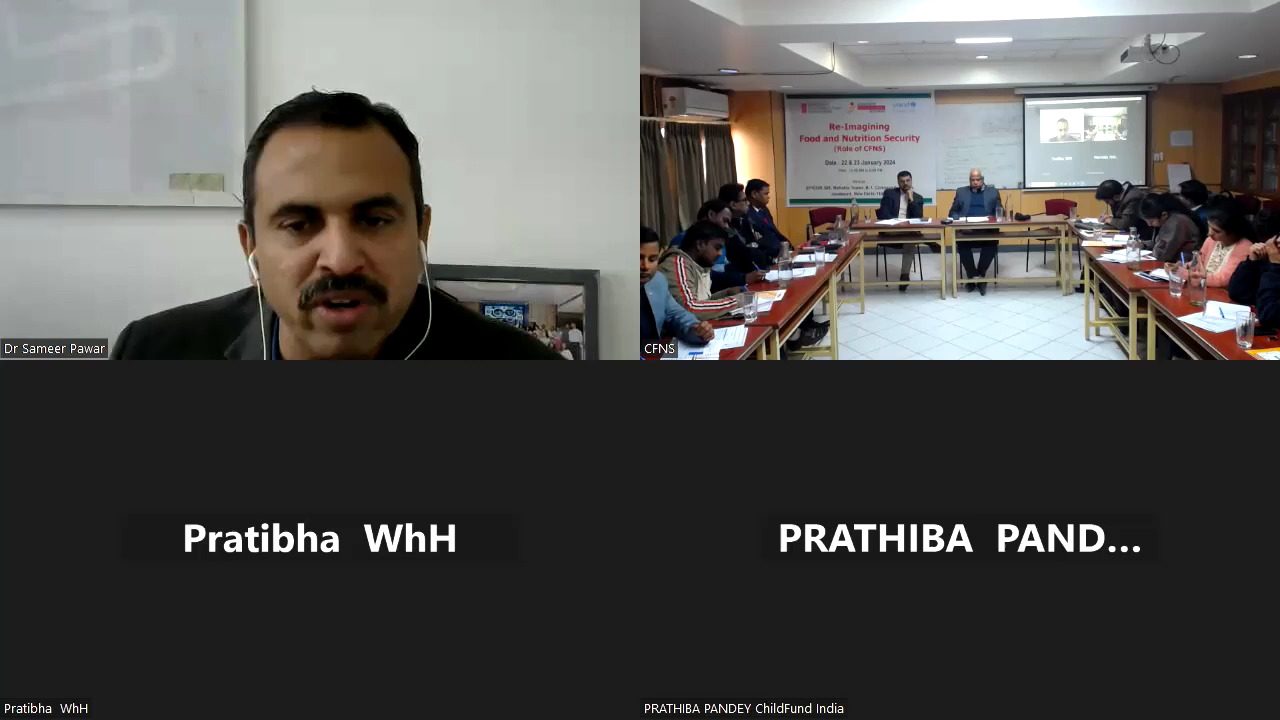 Dr Sameer Pawar
Re-Imagining
Food and Nutrition Security
(Role of CFNS)
Date : 22 & 23 January 2024
CFNS
Pratibha WhH
PRATHIBA PAND...
Pratibha WhH
PRATHIBA PANDEY ChildFund India